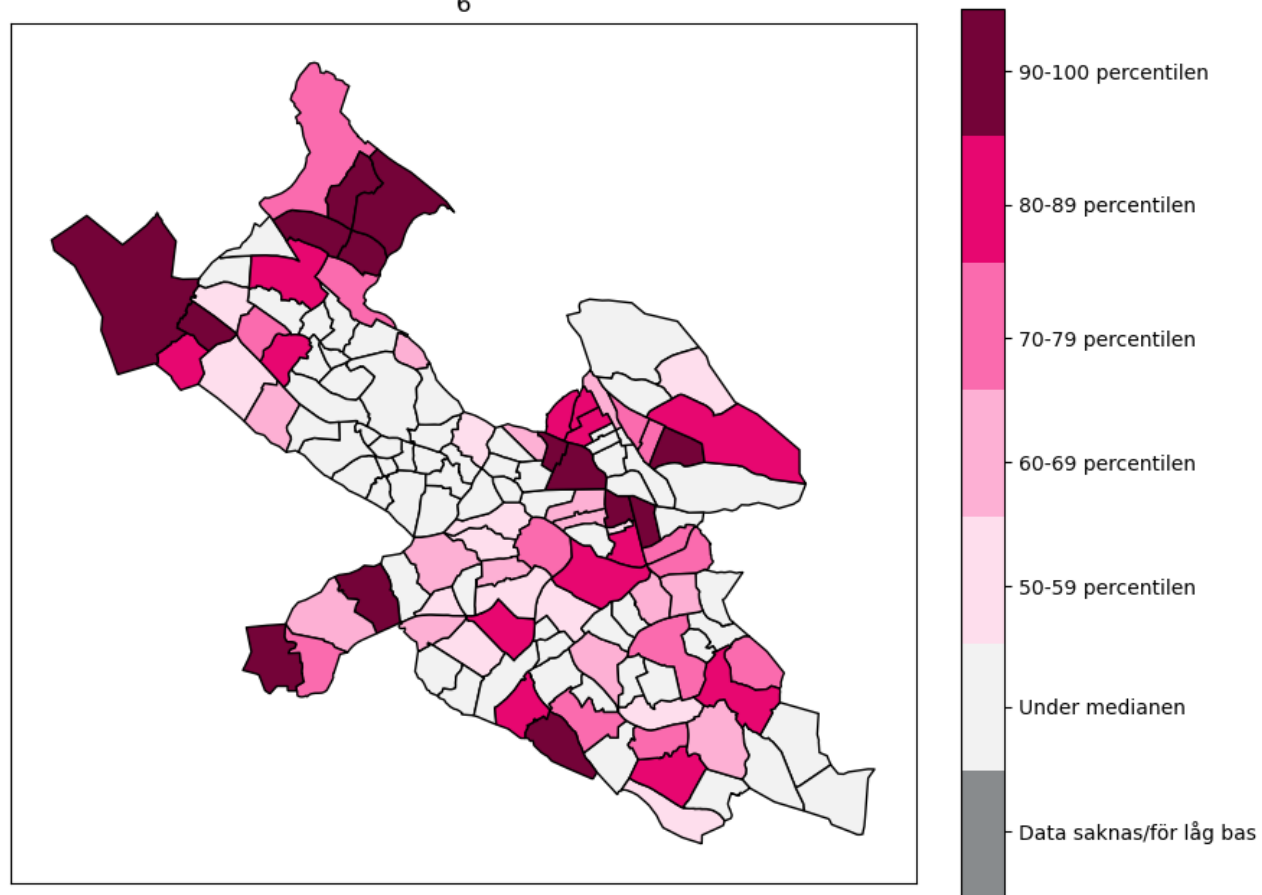 6
90-100 percentilen
80-89 percentilen
70-79 percentilen
60-69 percentilen
50-59 percentilen
Under medianen
Data saknas/för låg bas